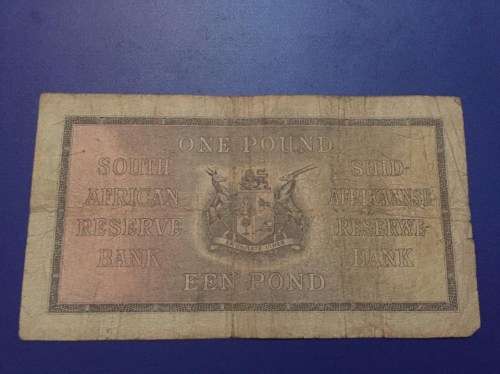 ONE POUND
SOUTH
AFRICAN
RESERVE
BANK
SUID-
AFRIKAANSE
RESERWE-
BANK
EEN POND